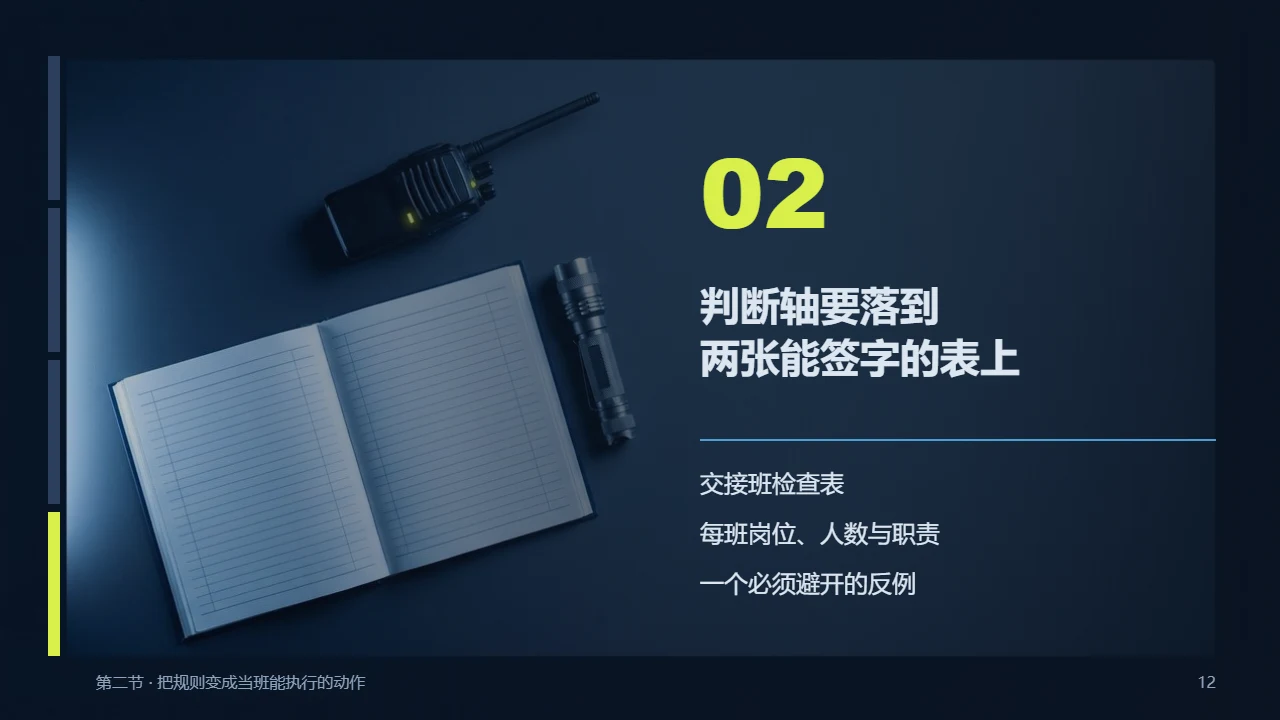 02
判断轴要落到
两张能签字的表上
交接班检查表
每班岗位、人数与职责
一个必须避开的反例
第二节 · 把规则变成当班能执行的动作
12